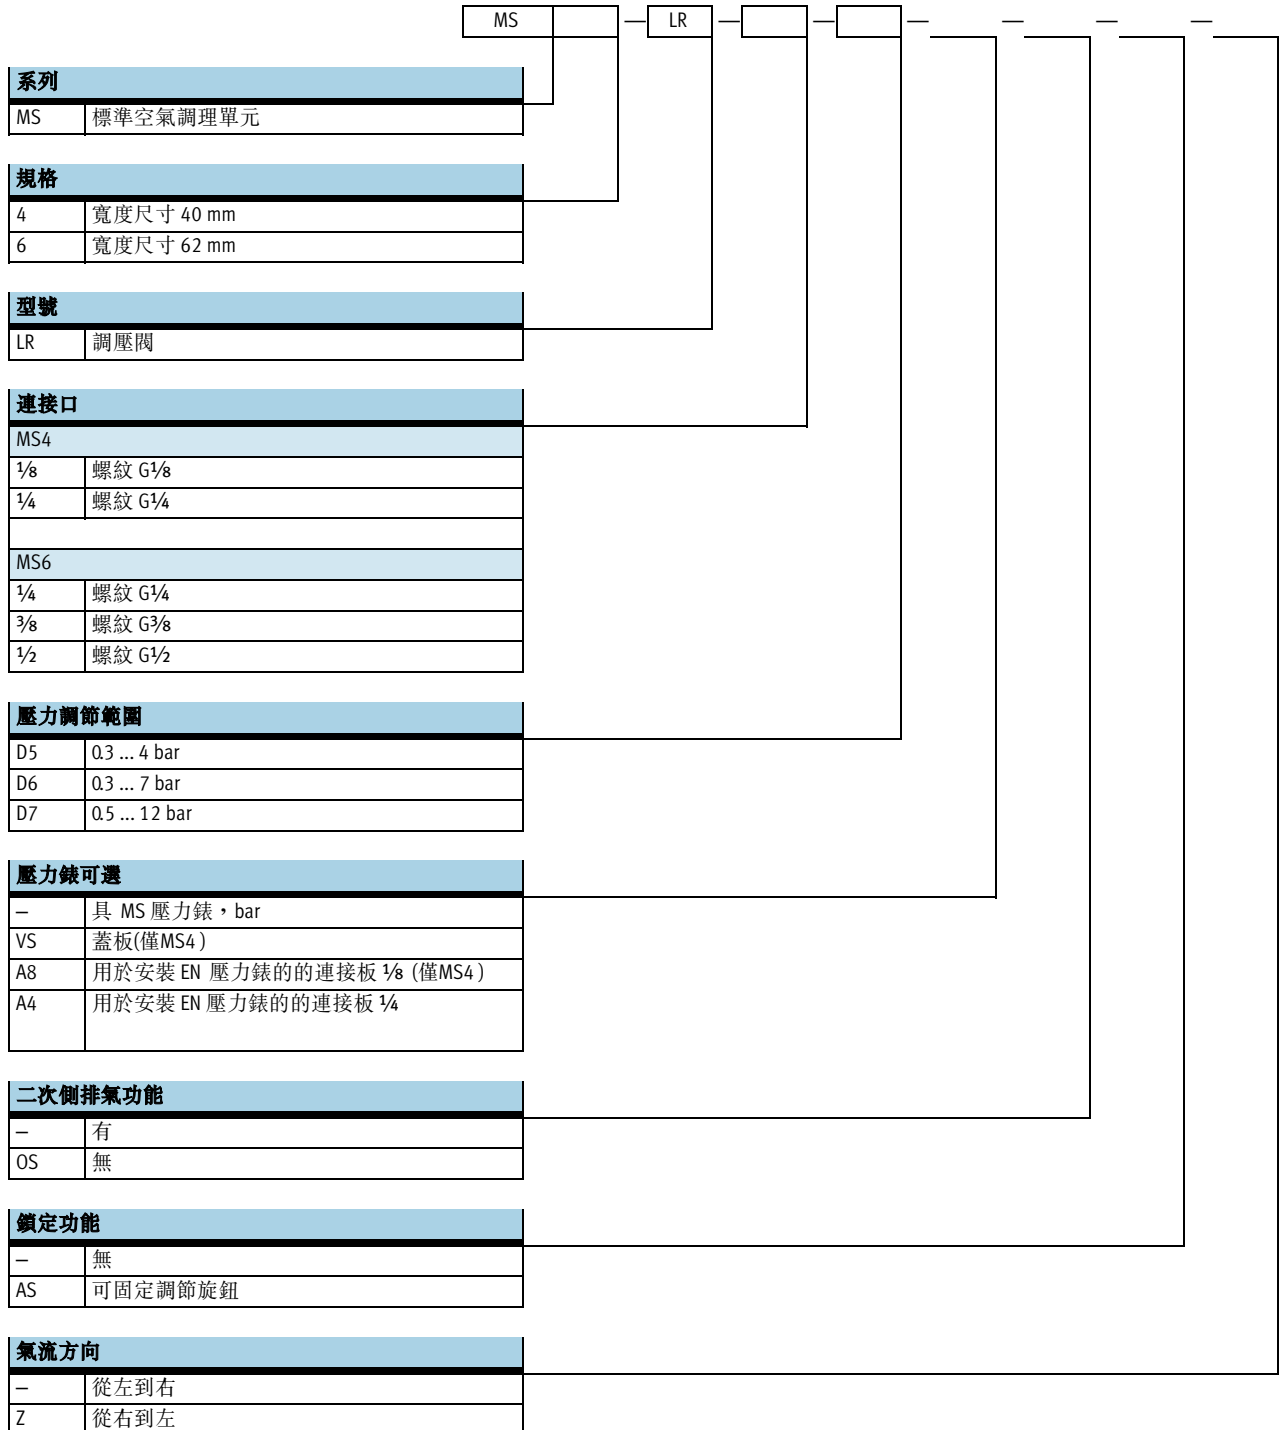 MS — LR — — — — — —
系列
MS 標準空氣調理單元
規格
4 寬度尺寸 40 mm
6 寬度尺寸 62 mm
型號
LR 調壓閥
連接口
MS4
⅛ 螺紋 G⅛
¼ 螺紋 G¼
MS6
¼ 螺紋 G¼
⅜ 螺紋 G⅜
½ 螺紋 G½
壓力調節範圍
D5 0.3 ... 4 bar
D6 0.3 ... 7 bar
D7 0.5 ... 12 bar
壓力錶可選
– 具 MS 壓力錶，bar
VS 蓋板(僅MS4)
A8 用於安裝 EN 壓力錶的的連接板 ⅛ (僅MS4)
A4 用於安裝 EN 壓力錶的的連接板 ¼
二次側排氣功能
– 有
OS 無
鎖定功能
– 無
AS 可固定調節旋鈕
氣流方向
– 從左到右
Z 從右到左